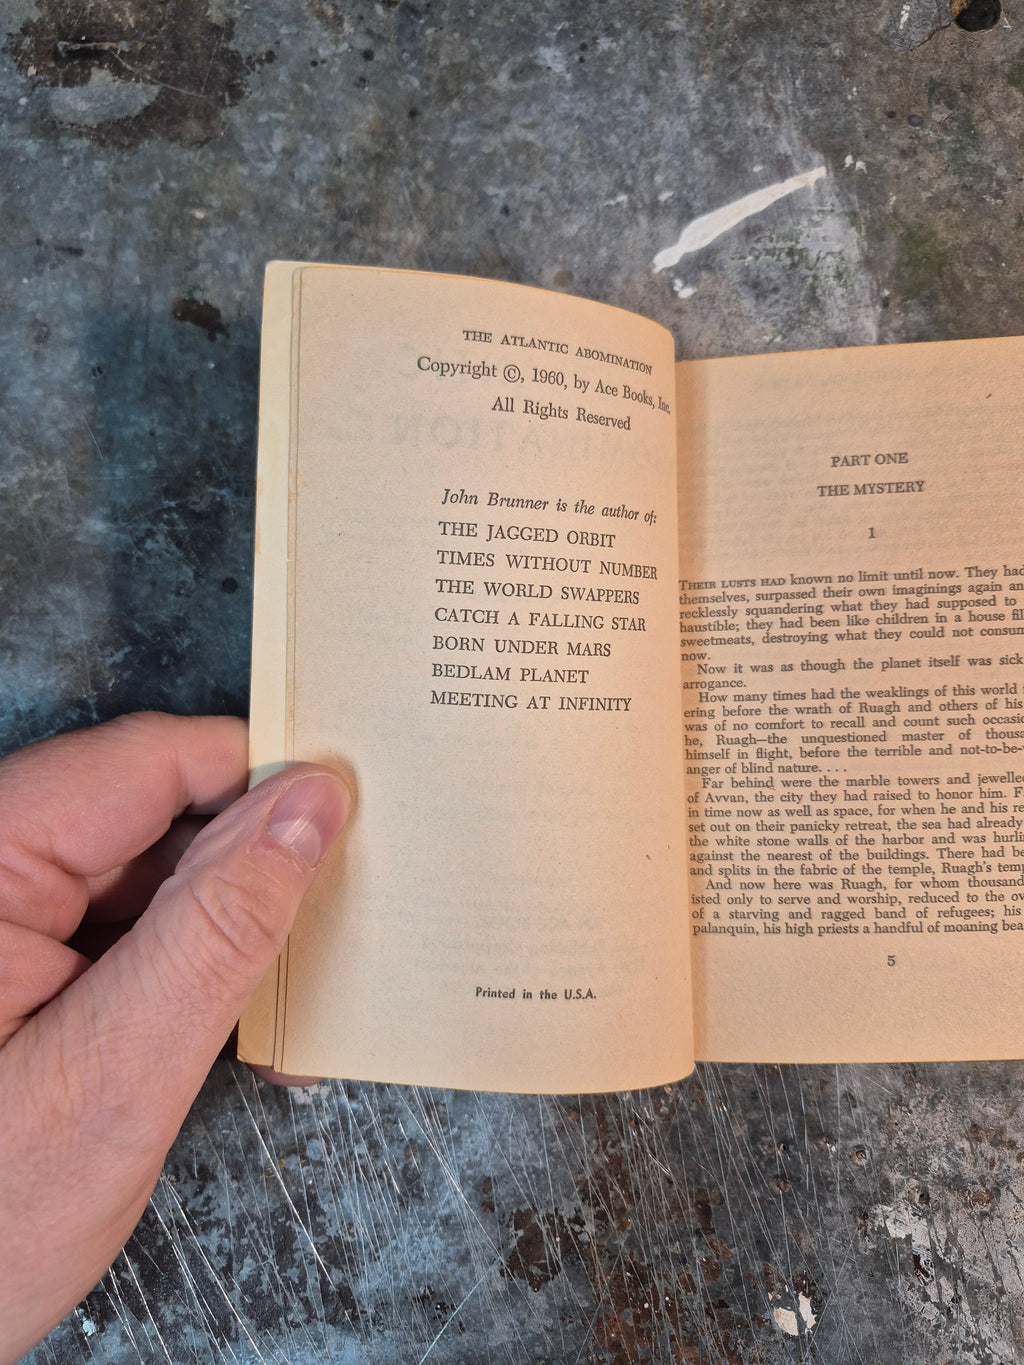 THE ATLANTIC ABOMINATION
Copyright ©, 1960, by Ace Books, Inc.
All Rights Reserved
John Brunner is the author of:
THE JAGGED ORBIT
TIMES WITHOUT NUMBER
THE WORLD SWAPPERS
CATCH A FALLING STAR
BORN UNDER MARS
BEDLAM PLANET
MEETING AT INFINITY
Printed in the U.S.A.
PART ONE
THE MYSTERY
1
THEIR LUSTS HAD known no limit until now. They had
themselves, surpassed their own imaginings again an
recklessly squandering what they had supposed to
haustible; they had been like children in a house fil
sweetmeats, destroying what they could not consum
now.
Now it was as though the planet itself was sick
arrogance.
How many times had the weaklings of this world
ering before the wrath of Ruagh and others of his
was of no comfort to recall and count such occasio
he, Ruagh—the unquestioned master of thousa
himself in flight, before the terrible and not-to-be-
anger of blind nature. . . .
Far behind were the marble towers and jewelled
of Avvan, the city they had raised to honor him. F
in time now as well as space, for when he and his re
set out on their panicky retreat, the sea had already
the white stone walls of the harbor and was hurlin
against the nearest of the buildings. There had be
and splits in the fabric of the temple, Ruagh's temp
And now here was Ruagh, for whom thousand
isted only to serve and worship, reduced to the ov
of a starving and ragged band of refugees; his
palanquin, his high priests a handful of moaning bea
5